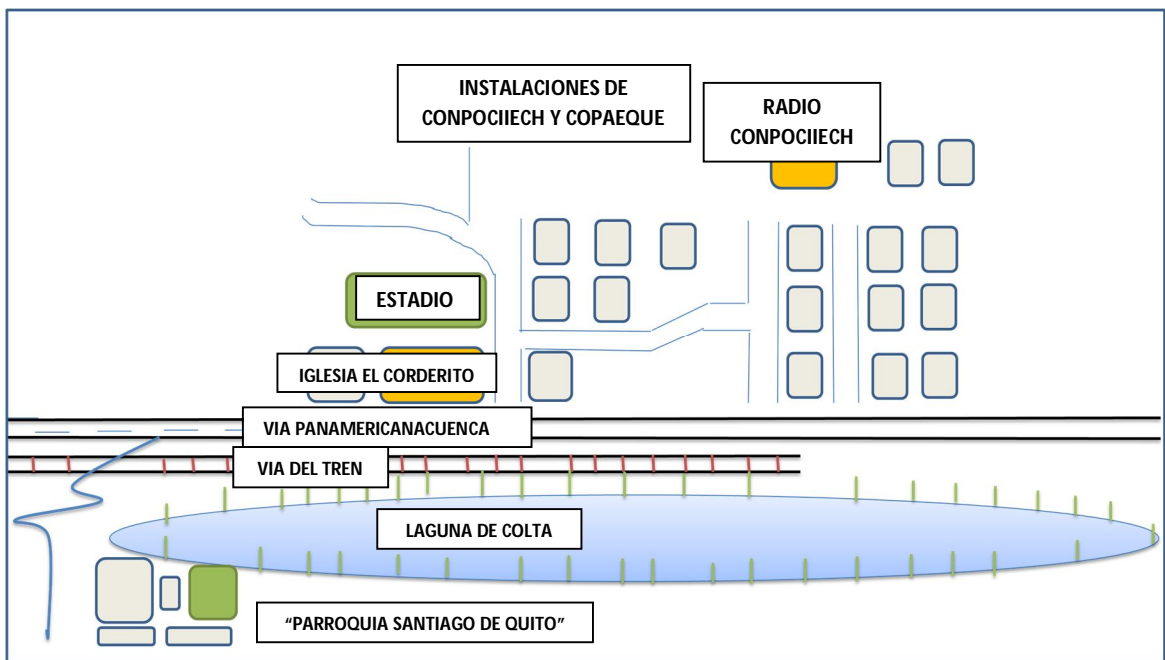 INSTALACIONES DE
CONPOCIIECH Y COPAEQUE
RADIO
CONPOCIIECH
ESTADIO
IGLESIA EL CORDERITO
VIA PANAMERICANACUENCA
VIA DEL TREN
LAGUNA DE COLTA
“PARROQUIA SANTIAGO DE QUITO”